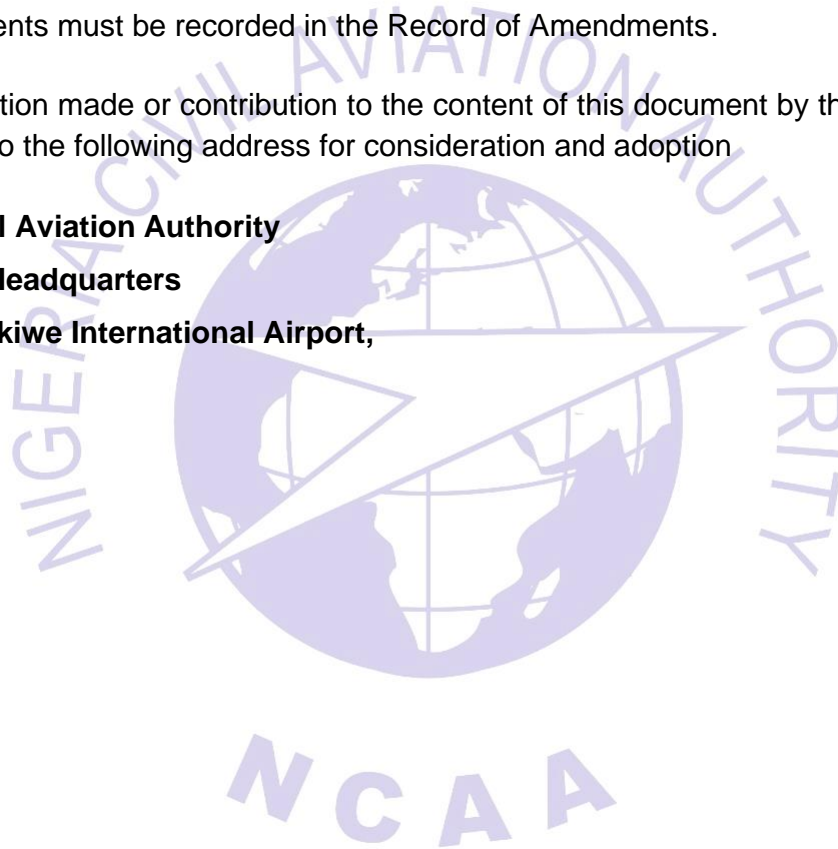 ents must be recorded in the Record of Amendments.
tion made or contribution to the content of this document by th
o the following address for consideration and adoption
l Aviation Authority
Headquarters
kiwe International Airport,
NIGERIA CIVIL AVIATION AUTHORITY
NCAA